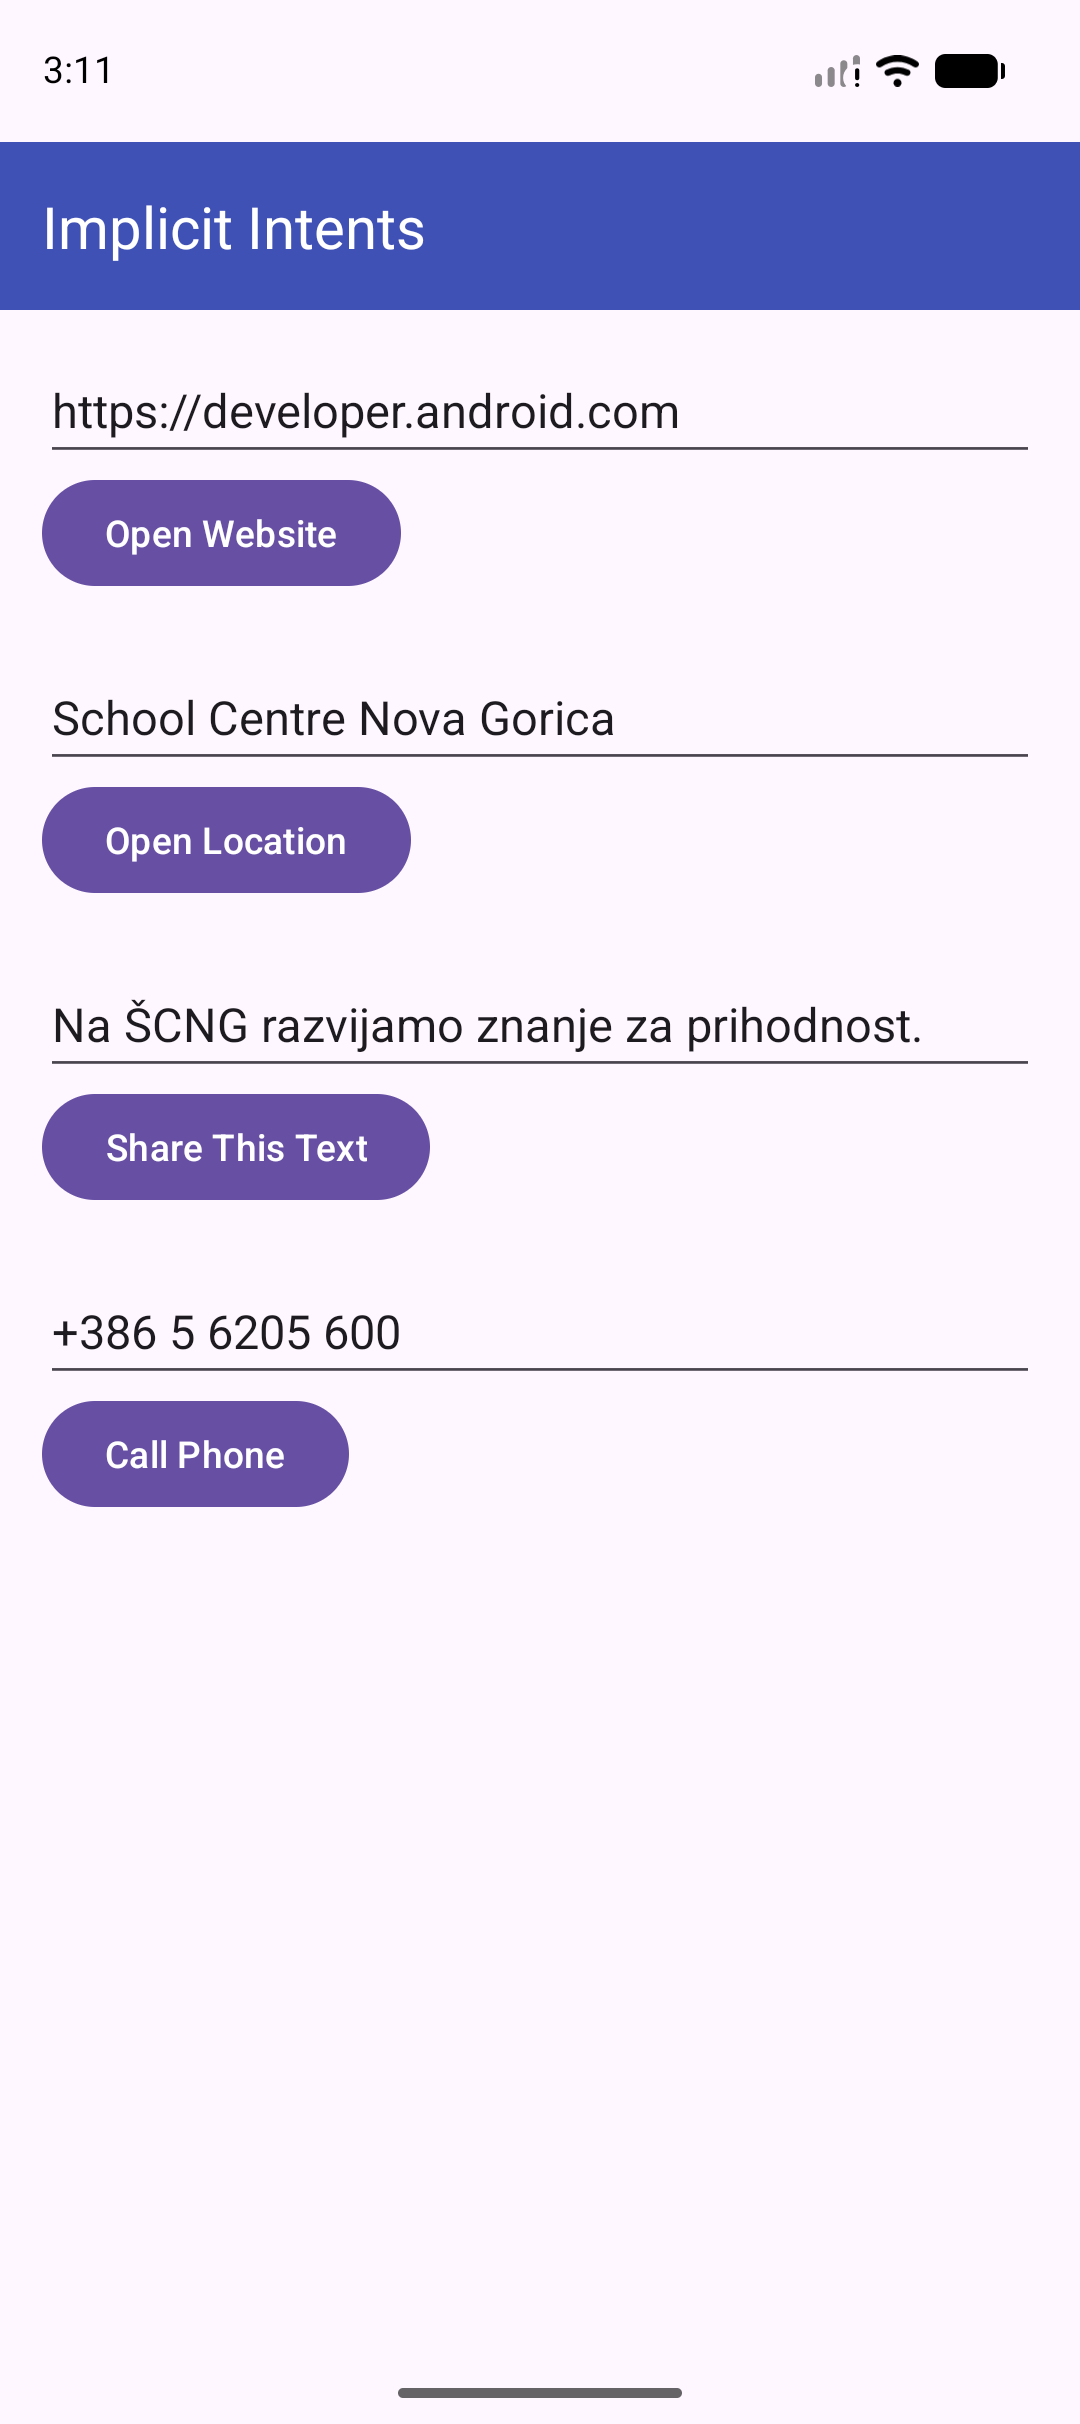 3:11
Implicit Intents
https://developer.android.com
Open Website
School Centre Nova Gorica
Open Location
Na ŠCNG razvijamo znanje za prihodnost.
Share This Text
+386 5 6205 600
Call Phone